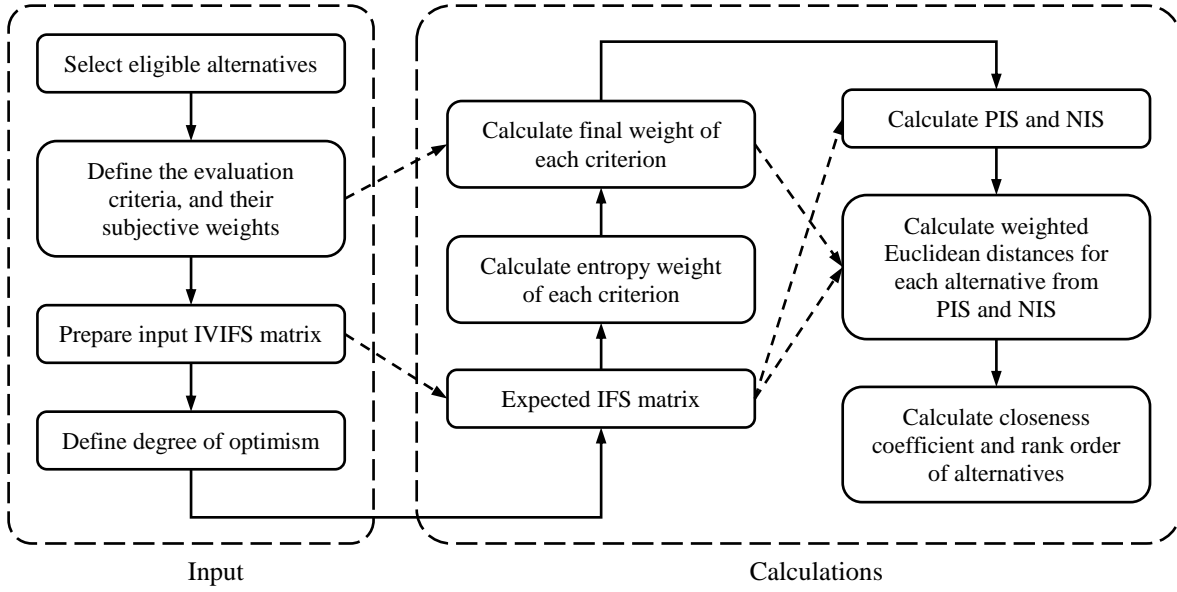 Select eligible alternatives
Define the evaluation
criteria, and their
subjective weights
Prepare input IVIFS matrix
Define degree of optimism
Input
Calculate final weight of
each criterion
Calculate entropy weight
of each criterion
Expected IFS matrix
Calculate PIS and NIS
Calculate weighted
Euclidean distances for
each alternative from
PIS and NIS
Calculate closeness
coefficient and rank order
of alternatives
Calculations